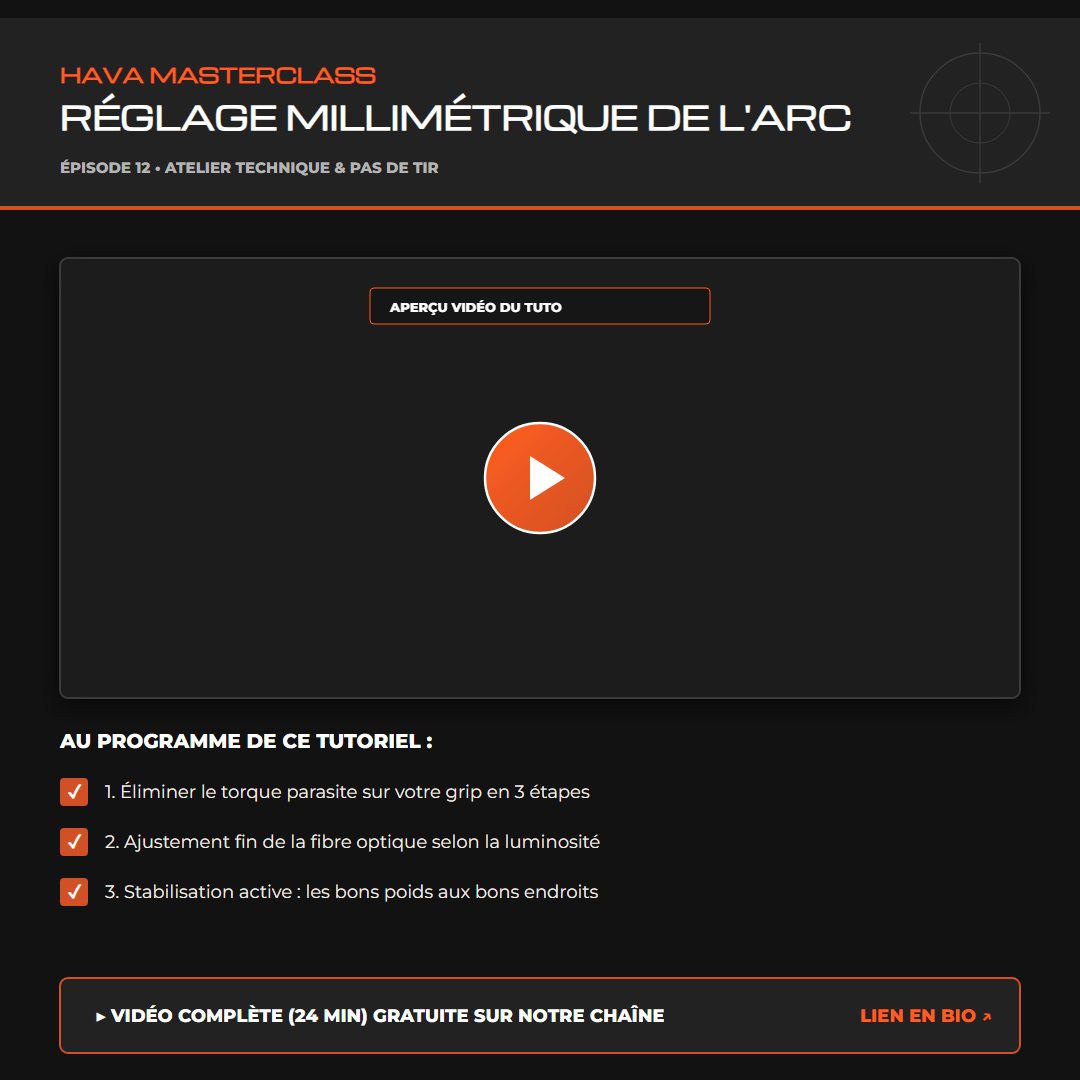 HAVA MASTERCLASS
RÉGLAGE MILLIMÉTRIQUE DE L'ARC
ÉPISODE 12 • ATELIER TECHNIQUE & PAS DE TIR
APERÇU VIDÉO DU TUTO
AU PROGRAMME DE CE TUTORIEL :
✓ 1. Éliminer le torque parasite sur votre grip en 3 étapes
✓ 2. Ajustement fin de la fibre optique selon la luminosité
✓ 3. Stabilisation active : les bons poids aux bons endroits
▸ VIDÉO COMPLÈTE (24 MIN) GRATUITE SUR NOTRE CHAÎNE LIEN EN BIO ↗